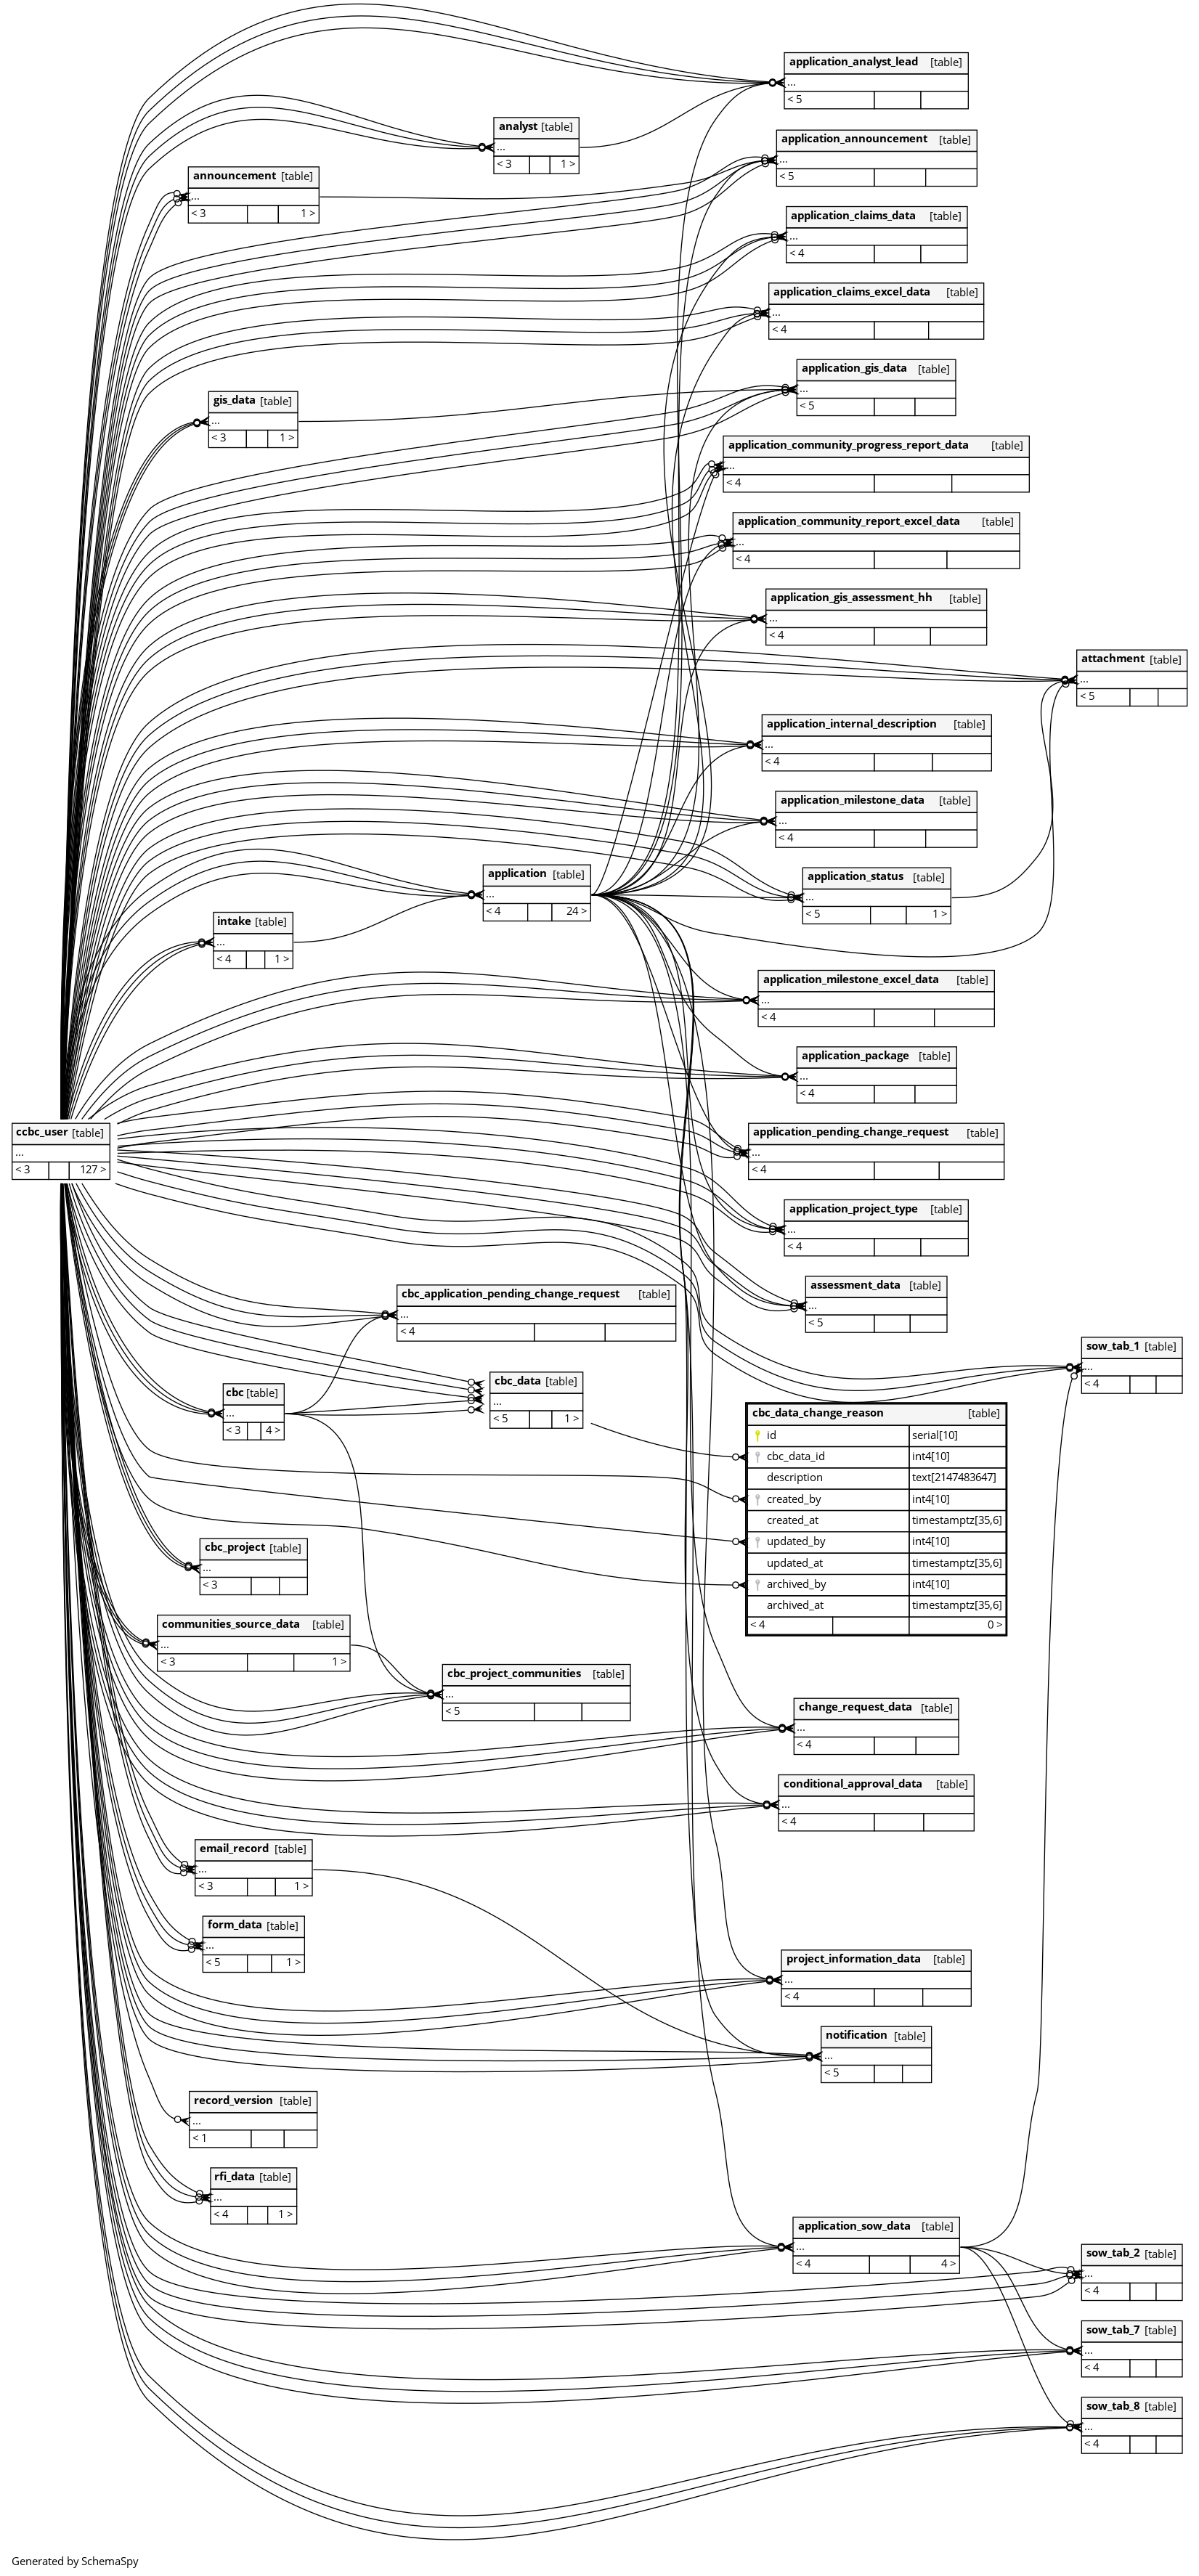 application_analyst_lead [table]
...
< 5
analyst [table]
...
< 3 1 >
application_announcement [table]
...
< 5
announcement [table]
...
< 3 1 >
application_claims_data [table]
...
< 4
application_claims_excel_data [table]
...
< 4
application_gis_data [table]
...
< 5
gis_data [table]
...
< 3 1 >
application_community_progress_report_data [table]
...
< 4
application_community_report_excel_data [table]
...
< 4
application_gis_assessment_hh [table]
...
< 4
attachment [table]
...
< 5
application_internal_description [table]
...
< 4
application_milestone_data [table]
...
< 4
application [table]
...
< 4 24 >
application_status [table]
...
< 5 1 >
intake [table]
...
< 4 1 >
application_milestone_excel_data [table]
...
< 4
application_package [table]
...
< 4
ccbc_user [table]
...
< 3 127 >
application_pending_change_request [table]
...
< 4
application_project_type [table]
...
< 4
assessment_data [table]
...
< 5
cbc_application_pending_change_request [table]
...
< 4
sow_tab_1 [table]
...
< 4
cbc [table]
...
< 3 4 >
cbc_data [table]
...
< 5 1 >
cbc_data_change_reason [table]
id serial[10]
cbc_data_id int4[10]
description text[2147483647]
created_by int4[10]
created_at timestamptz[35,6]
updated_by int4[10]
updated_at timestamptz[35,6]
archived_by int4[10]
archived_at timestamptz[35,6]
< 4 0 >
cbc_project [table]
...
< 3
communities_source_data [table]
...
< 3 1 >
cbc_project_communities [table]
...
< 5
change_request_data [table]
...
< 4
conditional_approval_data [table]
...
< 4
email_record [table]
...
< 3 1 >
form_data [table]
...
< 5 1 >
project_information_data [table]
...
< 4
notification [table]
...
< 5
record_version [table]
...
< 1
rfi_data [table]
...
< 4 1 >
application_sow_data [table]
...
< 4 4 >
sow_tab_2 [table]
...
< 4
sow_tab_7 [table]
...
< 4
sow_tab_8 [table]
...
< 4
Generated by SchemaSpy